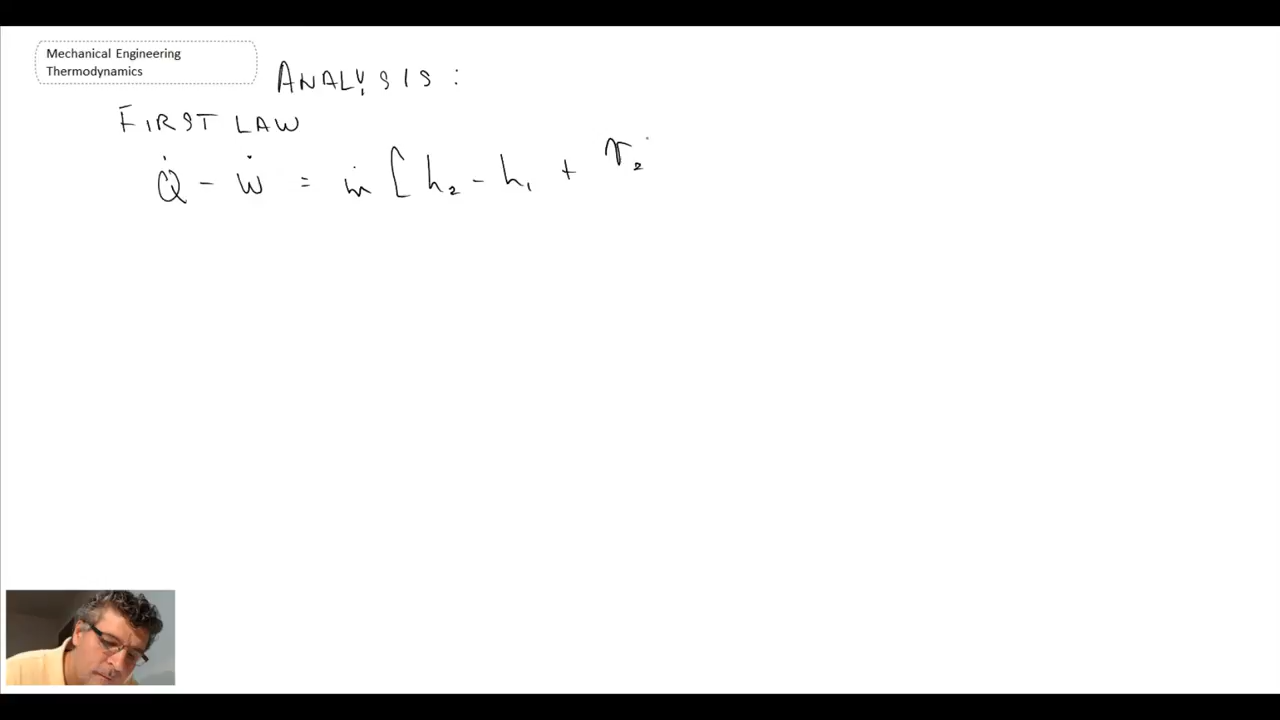 Mechanical Engineering
Thermodynamics
ANALYSIS:
FIRST LAW
Q̇ - Ẇ = ṁ [ h₂ - h₁ + V₂